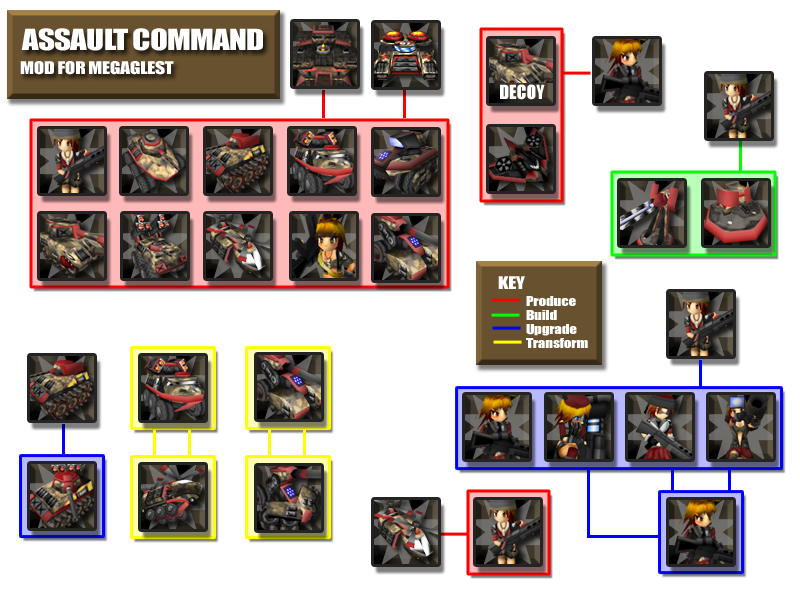 ASSAULT COMMAND
MOD FOR MEGAGLEST
DECOY
KEY
Produce
Build
Upgrade
Transform